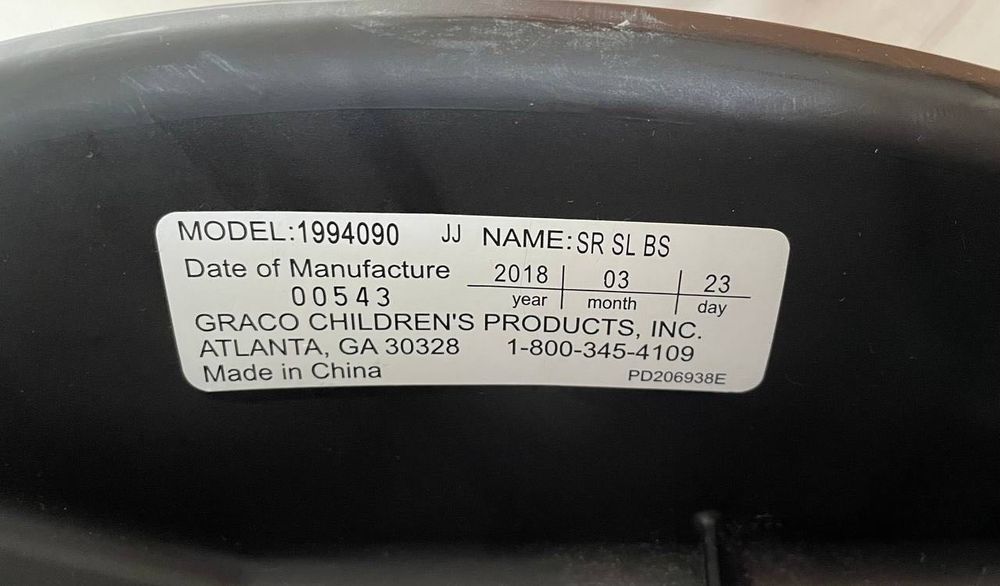 MODEL:1994090 JJ NAME:SR SL BS
Date of Manufacture 2018 03 23
00543 year month day
GRACO CHILDREN'S PRODUCTS, INC.
ATLANTA, GA 30328 1-800-345-4109
Made in China PD206938E